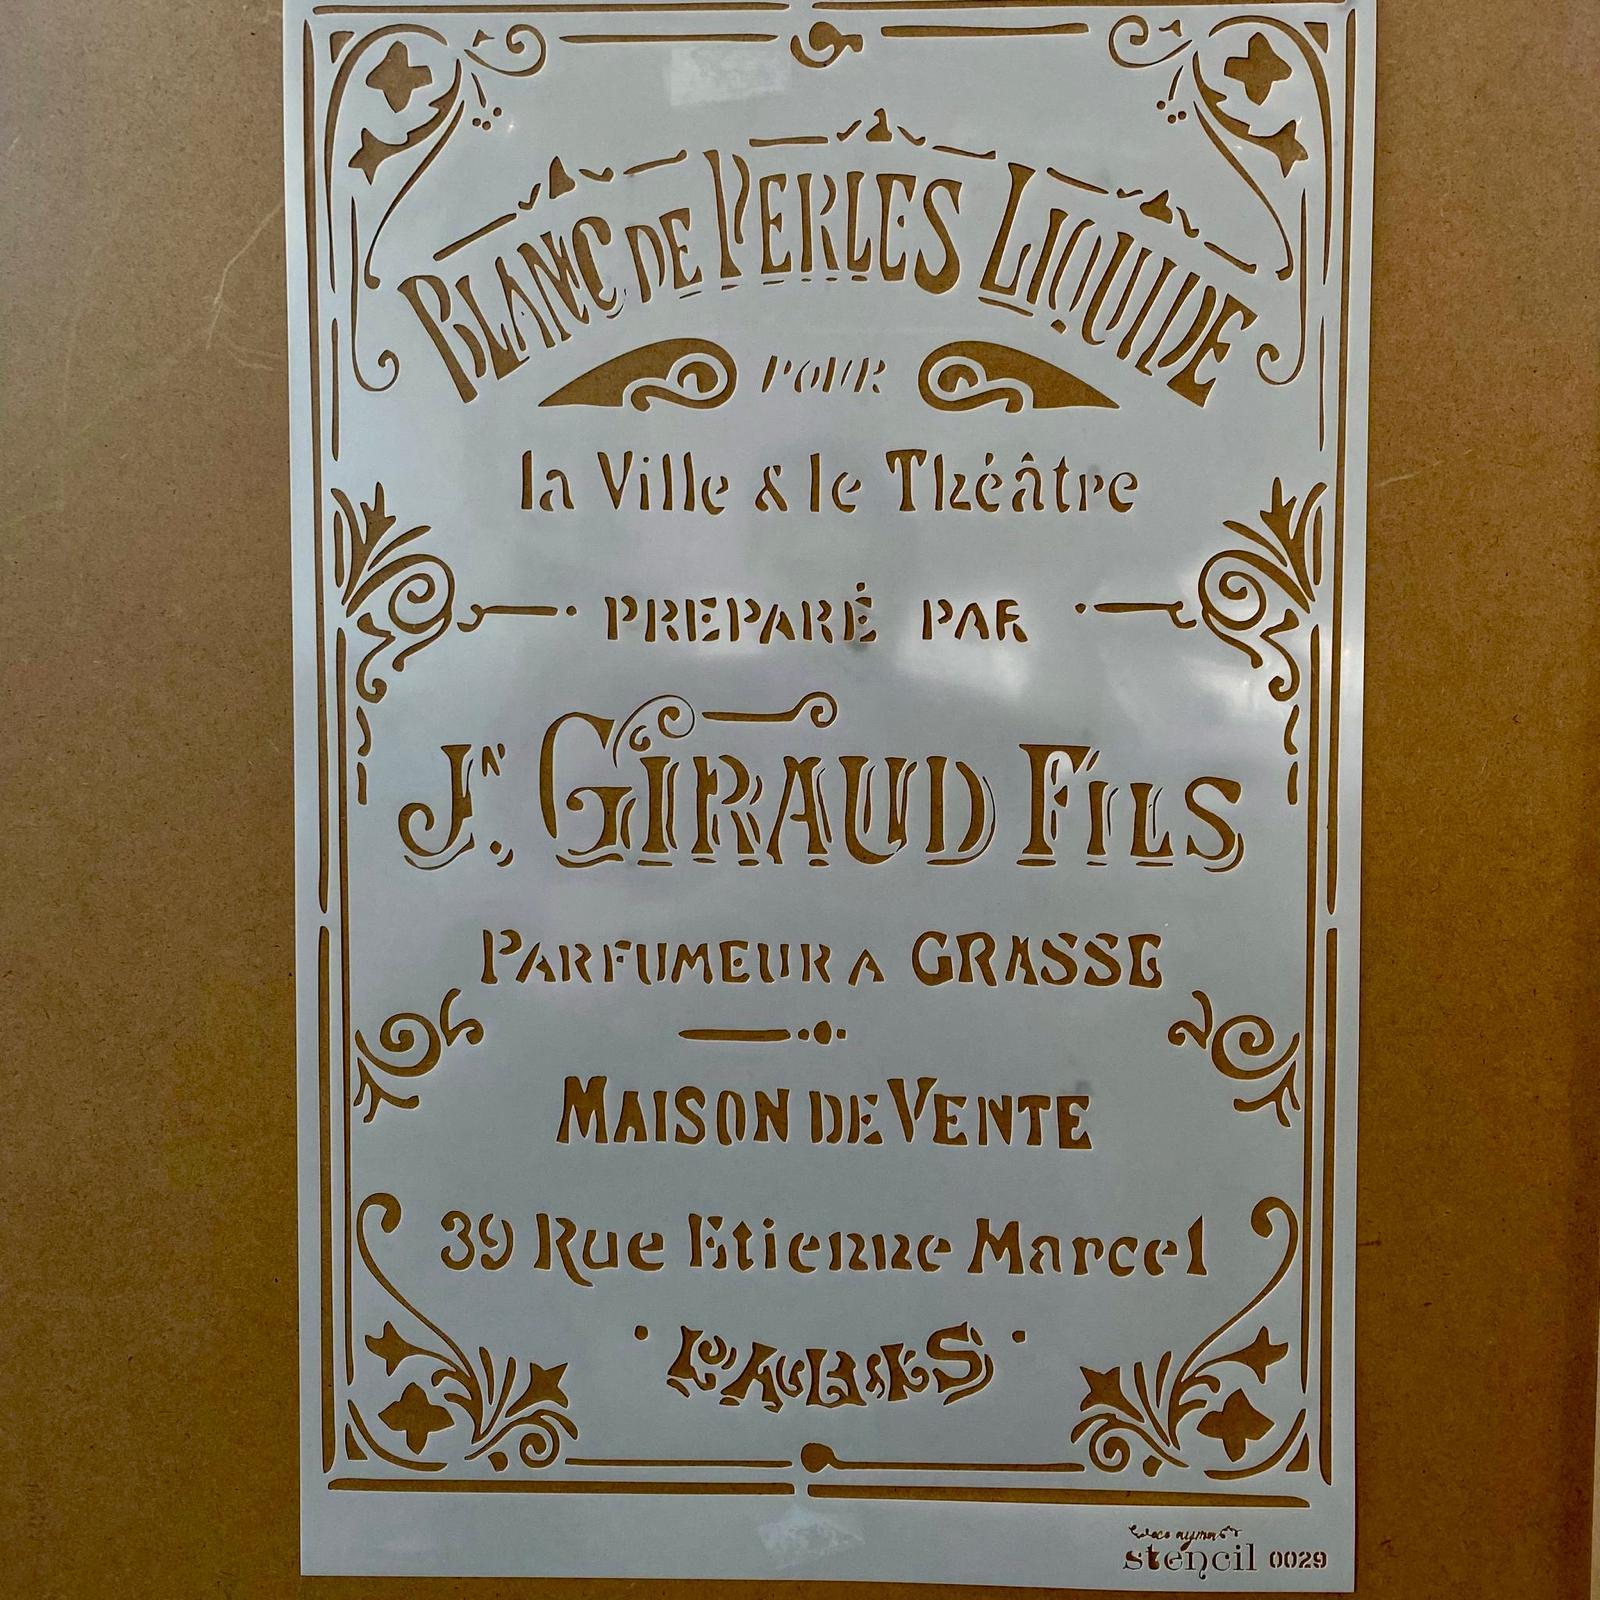 BLANC DE PERLES LIQUIDE
POUR
la Ville & le Théâtre
PREPARÉ PAR
JN. GIRAUD FILS
PARFUMEUR A GRASSE
MAISON DE VENTE
39 Rue Etienne Marcel
PARIS
stencil 0029